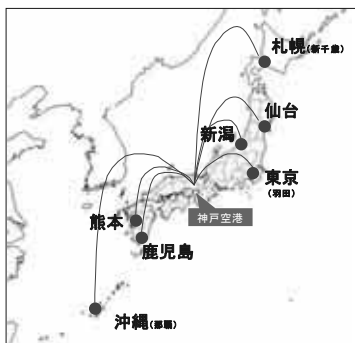 札幌(新千歳)
仙台
新潟
東京
(羽田)
神戸空港
熊本
鹿児島
沖縄(那覇)